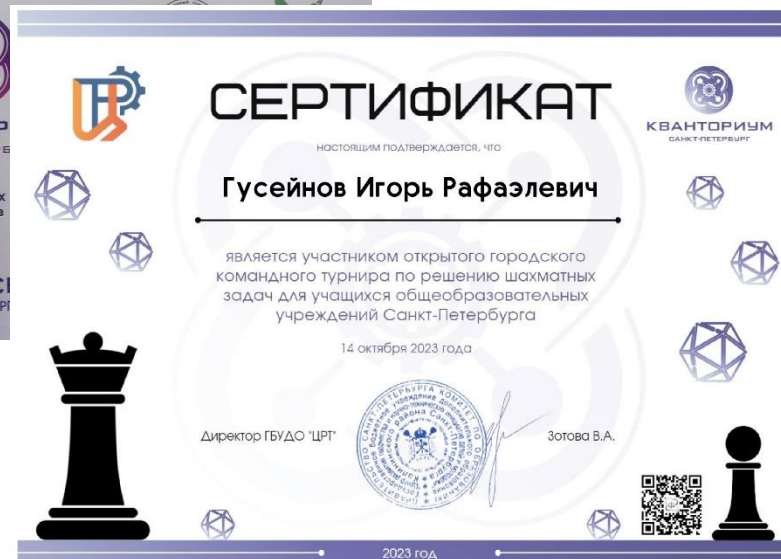 СЕРТИФИКАТ
КВАНТОРИУМ
САНКТ-ПЕТЕРБУРГ
настоящим подтверждается, что
Гусейнов Игорь Рафаэлевич
является участником открытого городского
командного турнира по решению шахматных
задач для учащихся общеобразовательных
учреждений Санкт-Петербурга
14 октября 2023 года
Директор ГБУДО "ЦРТ"
Зотова В.А.
2023 год